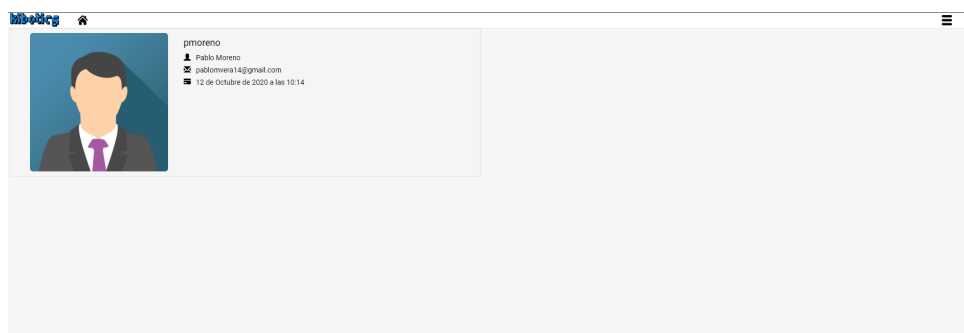 kibotics
pmoreno
Pablo Moreno
pablomvera14@gmail.com
12 de Octubre de 2020 a las 10:14